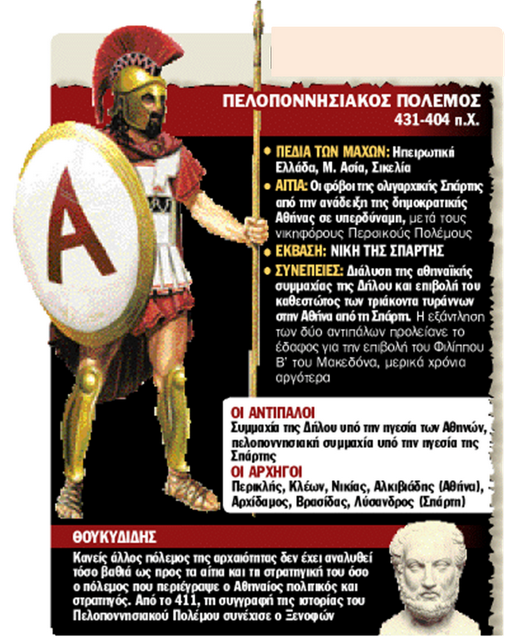 ΠΕΛΟΠΟΝΝΗΣΙΑΚΟΣ ΠΟΛΕΜΟΣ
431-404 π.Χ.
• ΠΕΔΙΑ ΤΩΝ ΜΑΧΩΝ: Ηπειρωτική
Ελλάδα, Μ. Ασία, Σικελία
• ΑΙΤΙΑ: Οι φόβοι της ολιγαρχικής Σπάρτης
από την ανάδειξη της δημοκρατικής
Αθήνας σε υπερδύναμη, μετά τους
νικηφόρους Περσικούς Πολέμους
• ΕΚΒΑΣΗ: ΝΙΚΗ ΤΗΣ ΣΠΑΡΤΗΣ
• ΣΥΝΕΠΕΙΕΣ: Διάλυση της αθηναϊκής
συμμαχίας της Δήλου και επιβολή του
καθεστώτος των τριάκοντα τυράννων
στην Αθήνα από τη Σπάρτη. Η εξάντληση
των δύο αντιπάλων προλείανε το
έδαφος για την επιβολή του Φιλίππου
Β' του Μακεδόνα, μερικά χρόνια
αργότερα
Α
ΟΙ ΑΝΤΙΠΑΛΟΙ
Συμμαχία της Δήλου υπό την ηγεσία των Αθηνών,
πελοποννησιακή συμμαχία υπό την ηγεσία της
Σπάρτης
ΟΙ ΑΡΧΗΓΟΙ
Περικλής, Κλέων, Νικίας, Αλκιβιάδης (Αθήνα),
Αρχίδαμος, Βρασίδας, Λύσανδρος (Σπάρτη)
ΘΟΥΚΥΔΙΔΗΣ
Κανείς άλλος πόλεμος της αρχαιότητας δεν έχει αναλυθεί
τόσο βαθιά ως προς τα αίτια και τη στρατηγική του όσο
ο πόλεμος που περιέγραψε ο Αθηναίος πολιτικός και
στρατηγός. Από το 411, τη συγγραφή της ιστορίας του
Πελοποννησιακού Πολέμου συνέχισε ο Ξενοφών